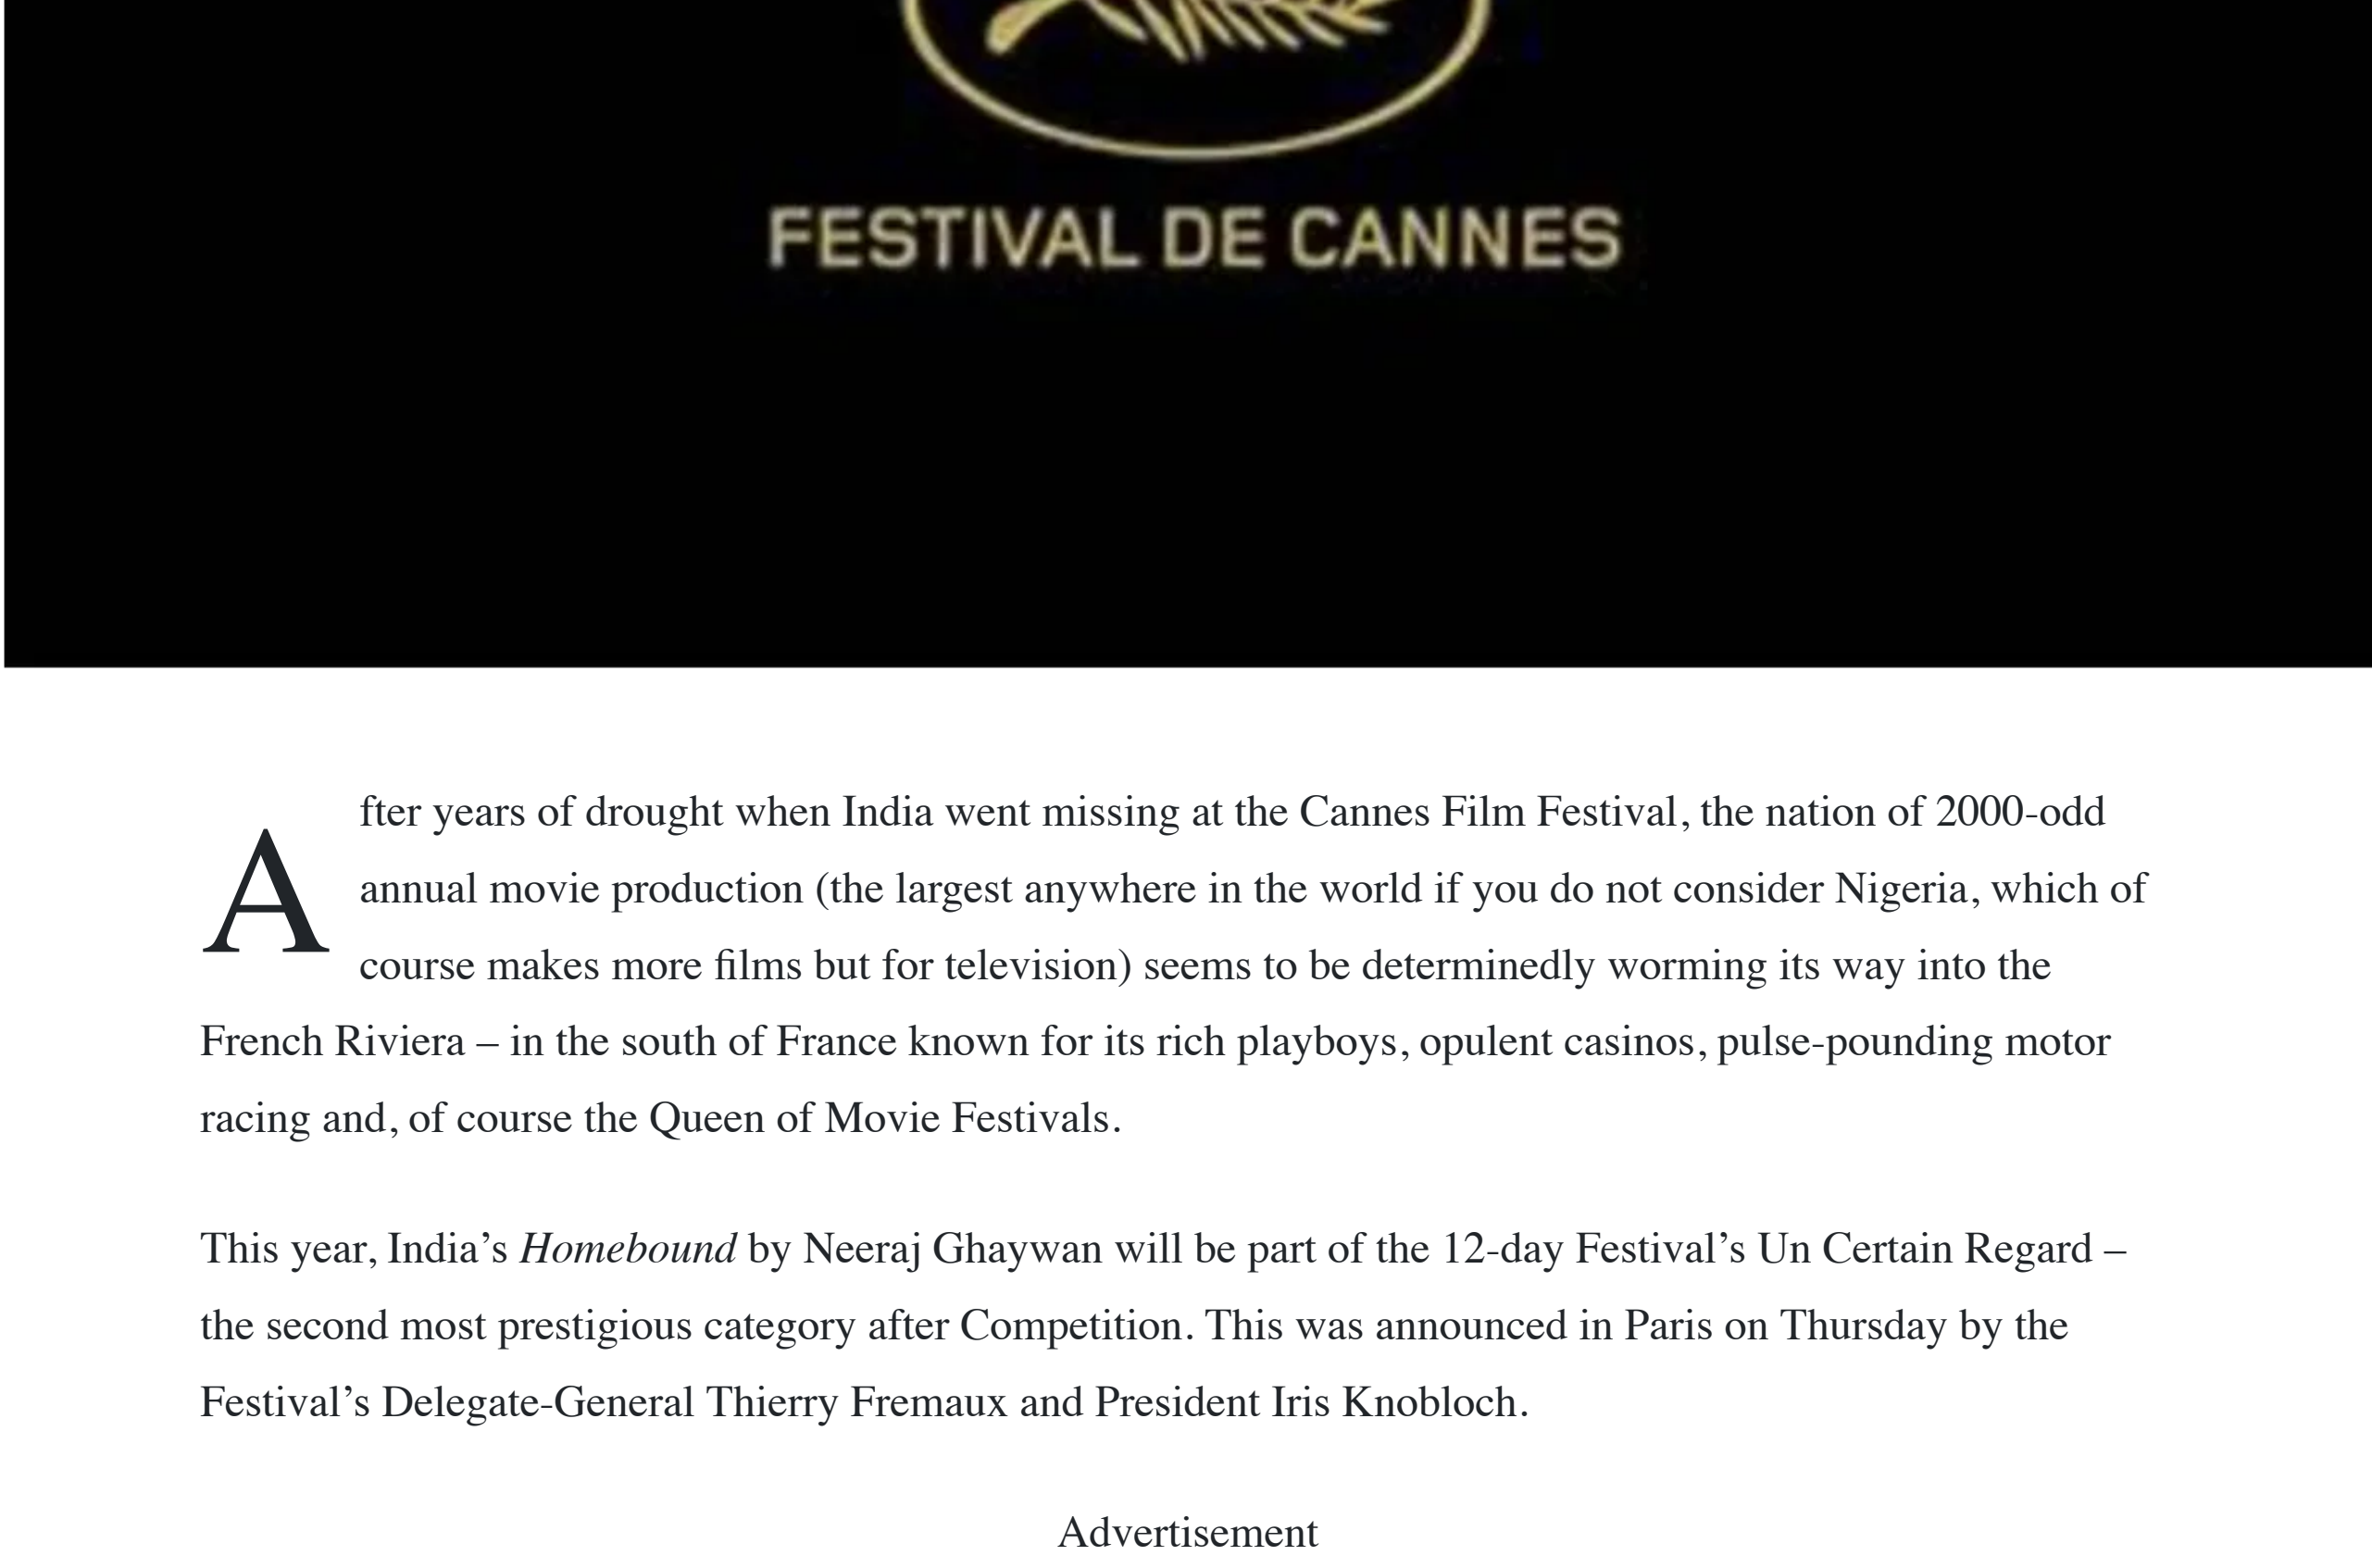 FESTIVAL DE CANNES
After years of drought when India went missing at the Cannes Film Festival, the nation of 2000-odd
annual movie production (the largest anywhere in the world if you do not consider Nigeria, which of
course makes more films but for television) seems to be determinedly worming its way into the
French Riviera – in the south of France known for its rich playboys, opulent casinos, pulse-pounding motor
racing and, of course the Queen of Movie Festivals.
This year, India’s Homebound by Neeraj Ghaywan will be part of the 12-day Festival’s Un Certain Regard –
the second most prestigious category after Competition. This was announced in Paris on Thursday by the
Festival’s Delegate-General Thierry Fremaux and President Iris Knobloch.
Advertisement